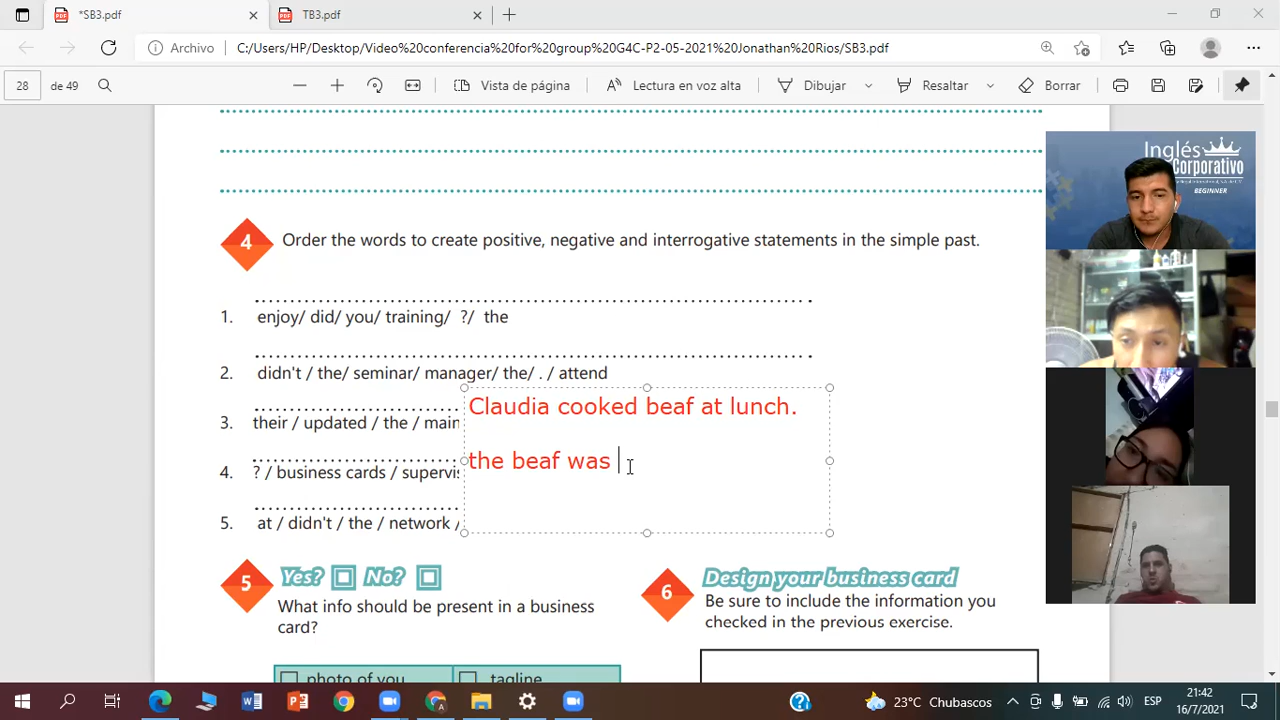 *SB3.pdf
TB3.pdf
Archivo
C:/Users/HP/Desktop/Video%20conferencia%20for%20group%20G4C-P2-05-2021%20Jonathan%20Rios/SB3.pdf
28 de 49
Vista de página
Lectura en voz alta
Dibujar
Resaltar
Borrar
4 Order the words to create positive, negative and interrogative statements in the simple past.
1. enjoy/ did/ you/ training/ ?/ the
2. didn't / the/ seminar/ manager/ the/ . / attend
Claudia cooked beaf at lunch.
3. their / updated / the / main
the beaf was
4. ? / business cards / supervis
5. at / didn't / the / network /
5 Yes? No?
What info should be present in a business
card?
photo of you
tagline
6 Design your business card
Be sure to include the information you
checked in the previous exercise.
Inglés
Corporativo
BEGINNER
23°C Chubascos
ESP
21:42
16/7/2021